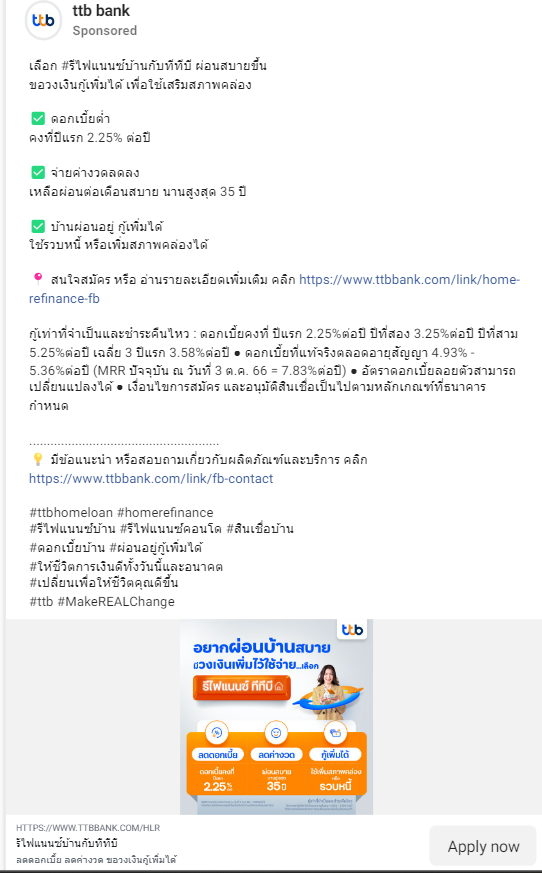 ttb
ttb bank
Sponsored
เลือก #รีไฟแนนซ์บ้านกับทีทีบี ผ่อนสบายขึ้น
ขอวงเงินกู้เพิ่มได้ เพื่อใช้เสริมสภาพคล่อง
✅ ดอกเบี้ยต่ำ
คงที่ปีแรก 2.25% ต่อปี
✅ จ่ายค่างวดลดลง
เหลือผ่อนต่อเดือนสบาย นานสูงสุด 35 ปี
✅ บ้านผ่อนอยู่ กู้เพิ่มได้
ใช้รวบหนี้ หรือเพิ่มสภาพคล่องได้
📍 สนใจสมัคร หรือ อ่านรายละเอียดเพิ่มเติม คลิก https://www.ttbbank.com/link/home-
refinance-fb
กู้เท่าที่จำเป็นและชำระคืนไหว : ดอกเบี้ยคงที่ ปีแรก 2.25%ต่อปี ปีที่สอง 3.25%ต่อปี ปีที่สาม
5.25%ต่อปี เฉลี่ย 3 ปีแรก 3.58%ต่อปี ● ดอกเบี้ยที่แท้จริงตลอดอายุสัญญา 4.93% -
5.36%ต่อปี (MRR ปัจจุบัน ณ วันที่ 3 ต.ค. 66 = 7.83%ต่อปี) ● อัตราดอกเบี้ยลอยตัวสามารถ
เปลี่ยนแปลงได้ ● เงื่อนไขการสมัคร และอนุมัติสินเชื่อเป็นไปตามหลักเกณฑ์ที่ธนาคาร
กำหนด
......................................................
💡 มีข้อแนะนำ หรือสอบถามเกี่ยวกับผลิตภัณฑ์และบริการ คลิก
https://www.ttbbank.com/link/fb-contact
#ttbhomeloan #homerefinance
#รีไฟแนนซ์บ้าน #รีไฟแนนซ์คอนโด #สินเชื่อบ้าน
#ดอกเบี้ยบ้าน #ผ่อนอยู่กู้เพิ่มได้
#ให้ชีวิตการเงินดีทั้งวันนี้และอนาคต
#เปลี่ยนเพื่อให้ชีวิตคุณดีขึ้น
#ttb #MakeREALChange
ttb
อยากผ่อนบ้านสบาย
มีวงเงินเพิ่มไว้ใช้จ่าย...เลือก
รีไฟแนนซ์ ทีทีบี
ลดดอกเบี้ย ลดค่างวด กู้เพิ่มได้
ดอกเบี้ยคงที่ ผ่อนสบาย ใช้เพิ่มสภาพคล่อง
2.25% 35ปี รวบหนี้
HTTPS://WWW.TTBBANK.COM/HLR
รีไฟแนนซ์บ้านกับทีทีบี
ลดดอกเบี้ย ลดค่างวด ขอวงเงินกู้เพิ่มได้
Apply now